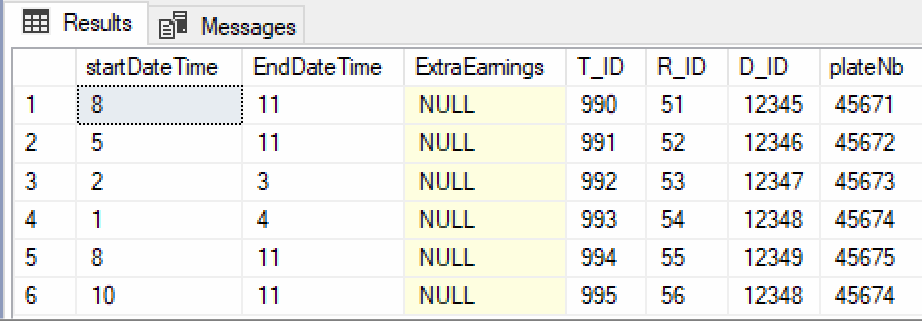 Results Messages
startDateTime EndDateTime ExtraEarnings T_ID R_ID D_ID plateNb
1 8 11 NULL 990 51 12345 45671
2 5 11 NULL 991 52 12346 45672
3 2 3 NULL 992 53 12347 45673
4 1 4 NULL 993 54 12348 45674
5 8 11 NULL 994 55 12349 45675
6 10 11 NULL 995 56 12348 45674